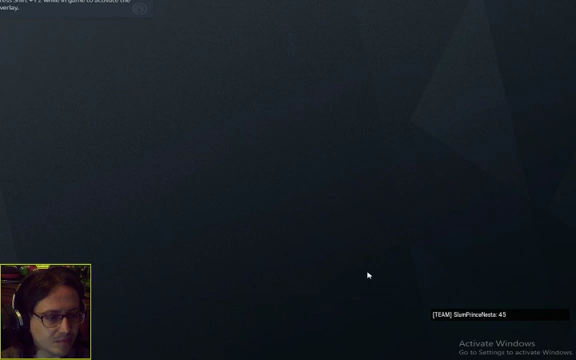 press Shift +F2 while in game to activate the
overlay.
[TEAM] SlumPrinceNesta: 45
Activate Windows
Go to Settings to activate Windows.